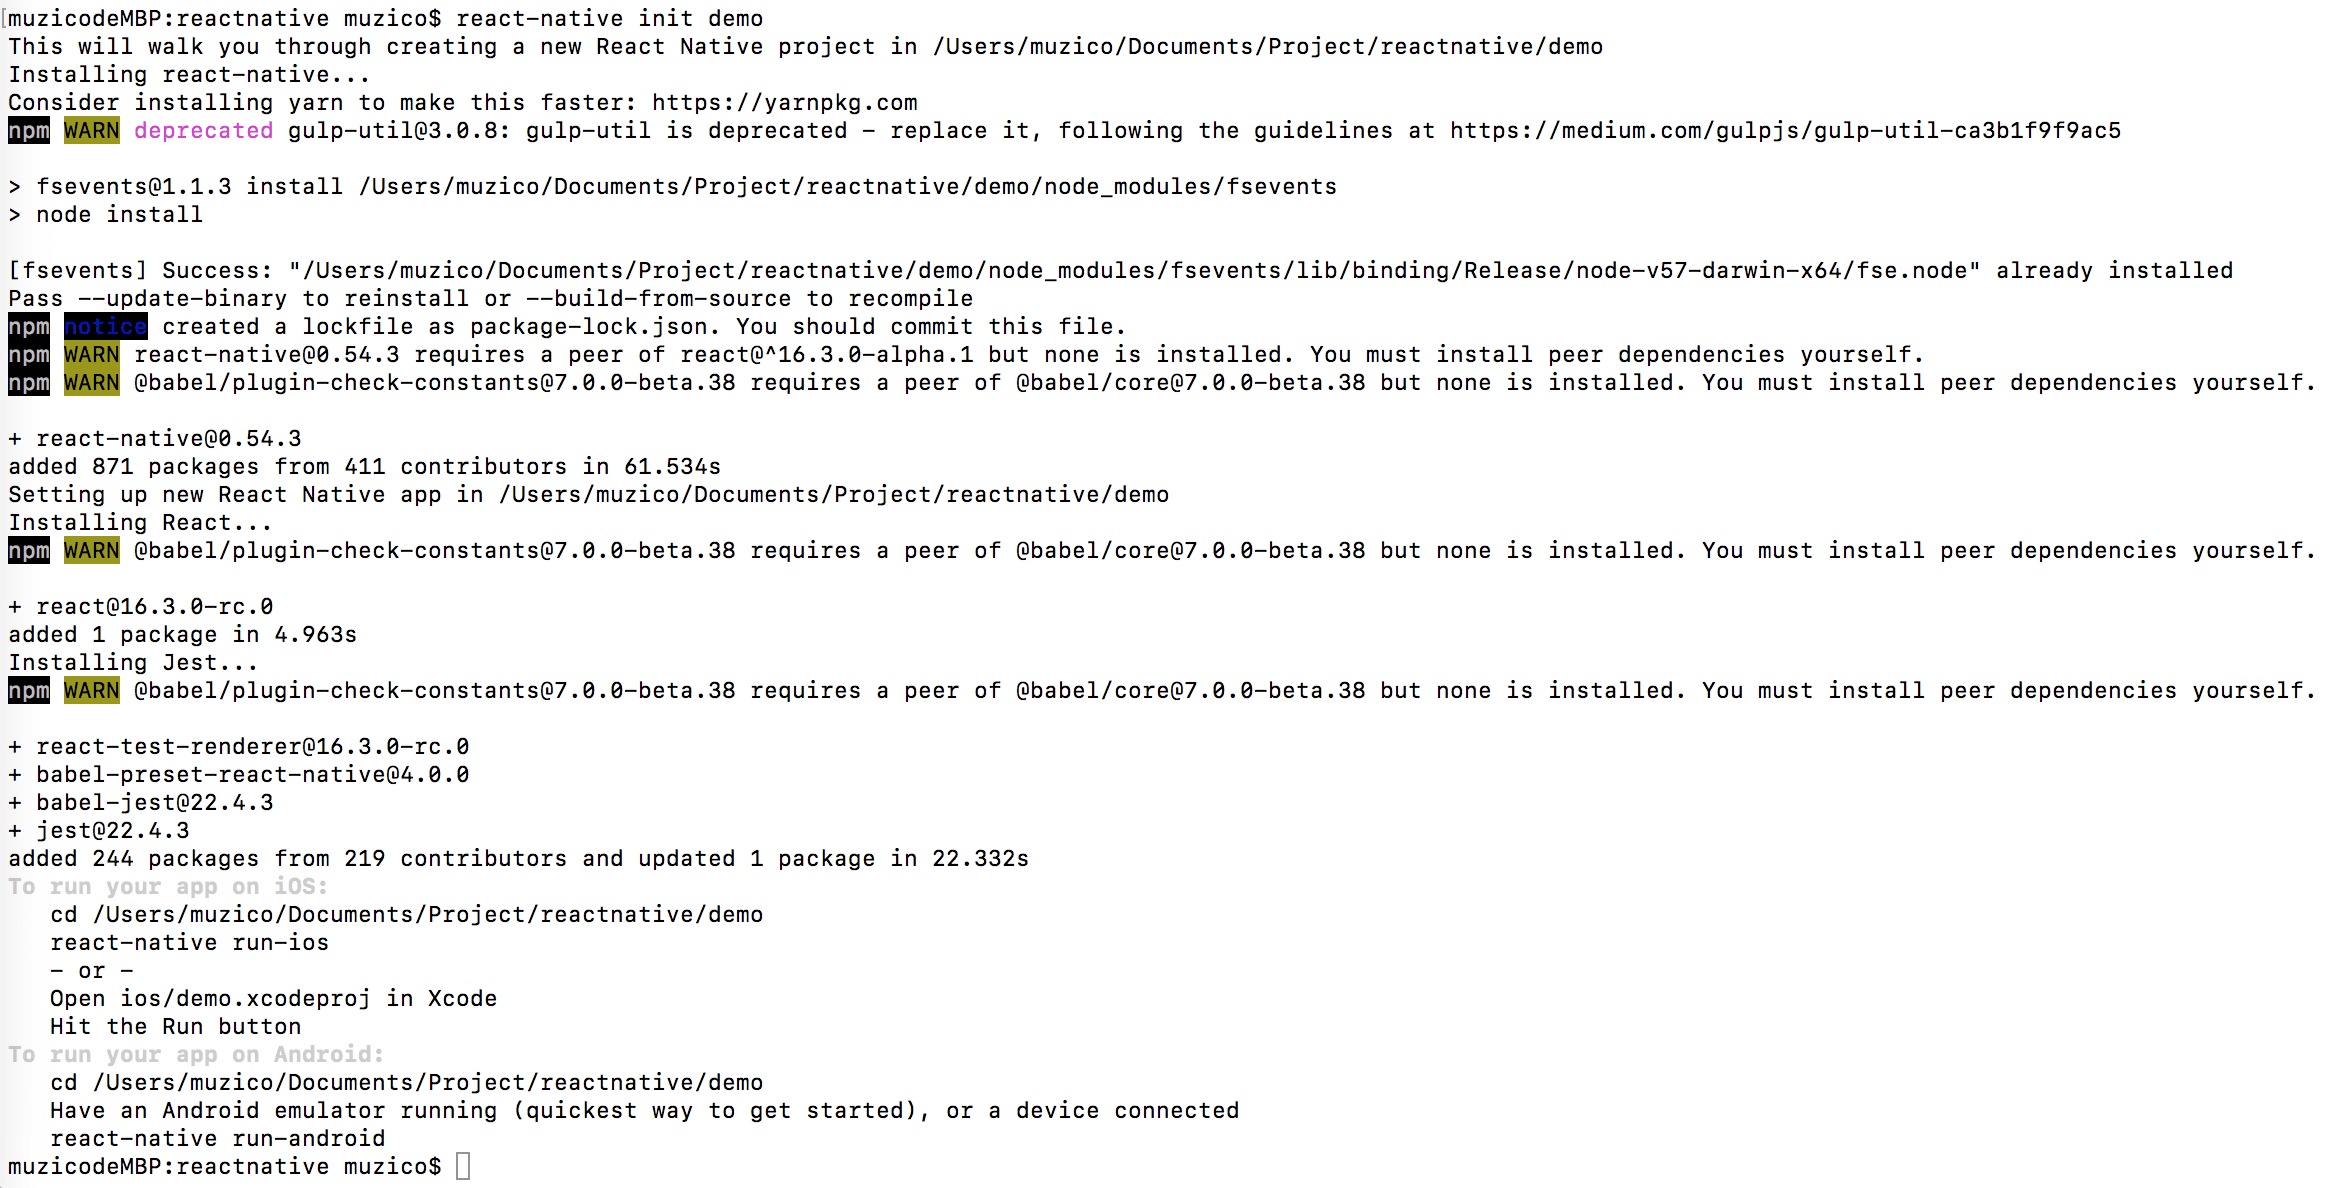 [muzicodeMBP:reactnative muzico$ react-native init demo
This will walk you through creating a new React Native project in /Users/muzico/Documents/Project/reactnative/demo
Installing react-native...
Consider installing yarn to make this faster: https://yarnpkg.com
npm WARN deprecated gulp-util@3.0.8: gulp-util is deprecated - replace it, following the guidelines at https://medium.com/gulpjs/gulp-util-ca3b1f9f9ac5
> fsevents@1.1.3 install /Users/muzico/Documents/Project/reactnative/demo/node_modules/fsevents
> node install
[fsevents] Success: "/Users/muzico/Documents/Project/reactnative/demo/node_modules/fsevents/lib/binding/Release/node-v57-darwin-x64/fse.node" already installed
Pass --update-binary to reinstall or --build-from-source to recompile
npm notice created a lockfile as package-lock.json. You should commit this file.
npm WARN react-native@0.54.3 requires a peer of react@^16.3.0-alpha.1 but none is installed. You must install peer dependencies yourself.
npm WARN @babel/plugin-check-constants@7.0.0-beta.38 requires a peer of @babel/core@7.0.0-beta.38 but none is installed. You must install peer dependencies yourself.
+ react-native@0.54.3
added 871 packages from 411 contributors in 61.534s
Setting up new React Native app in /Users/muzico/Documents/Project/reactnative/demo
Installing React...
npm WARN @babel/plugin-check-constants@7.0.0-beta.38 requires a peer of @babel/core@7.0.0-beta.38 but none is installed. You must install peer dependencies yourself.
+ react@16.3.0-rc.0
added 1 package in 4.963s
Installing Jest...
npm WARN @babel/plugin-check-constants@7.0.0-beta.38 requires a peer of @babel/core@7.0.0-beta.38 but none is installed. You must install peer dependencies yourself.
+ react-test-renderer@16.3.0-rc.0
+ babel-preset-react-native@4.0.0
+ babel-jest@22.4.3
+ jest@22.4.3
added 244 packages from 219 contributors and updated 1 package in 22.332s
To run your app on iOS:
cd /Users/muzico/Documents/Project/reactnative/demo
react-native run-ios
- or -
Open ios/demo.xcodeproj in Xcode
Hit the Run button
To run your app on Android:
cd /Users/muzico/Documents/Project/reactnative/demo
Have an Android emulator running (quickest way to get started), or a device connected
react-native run-android
muzicodeMBP:reactnative muzico$